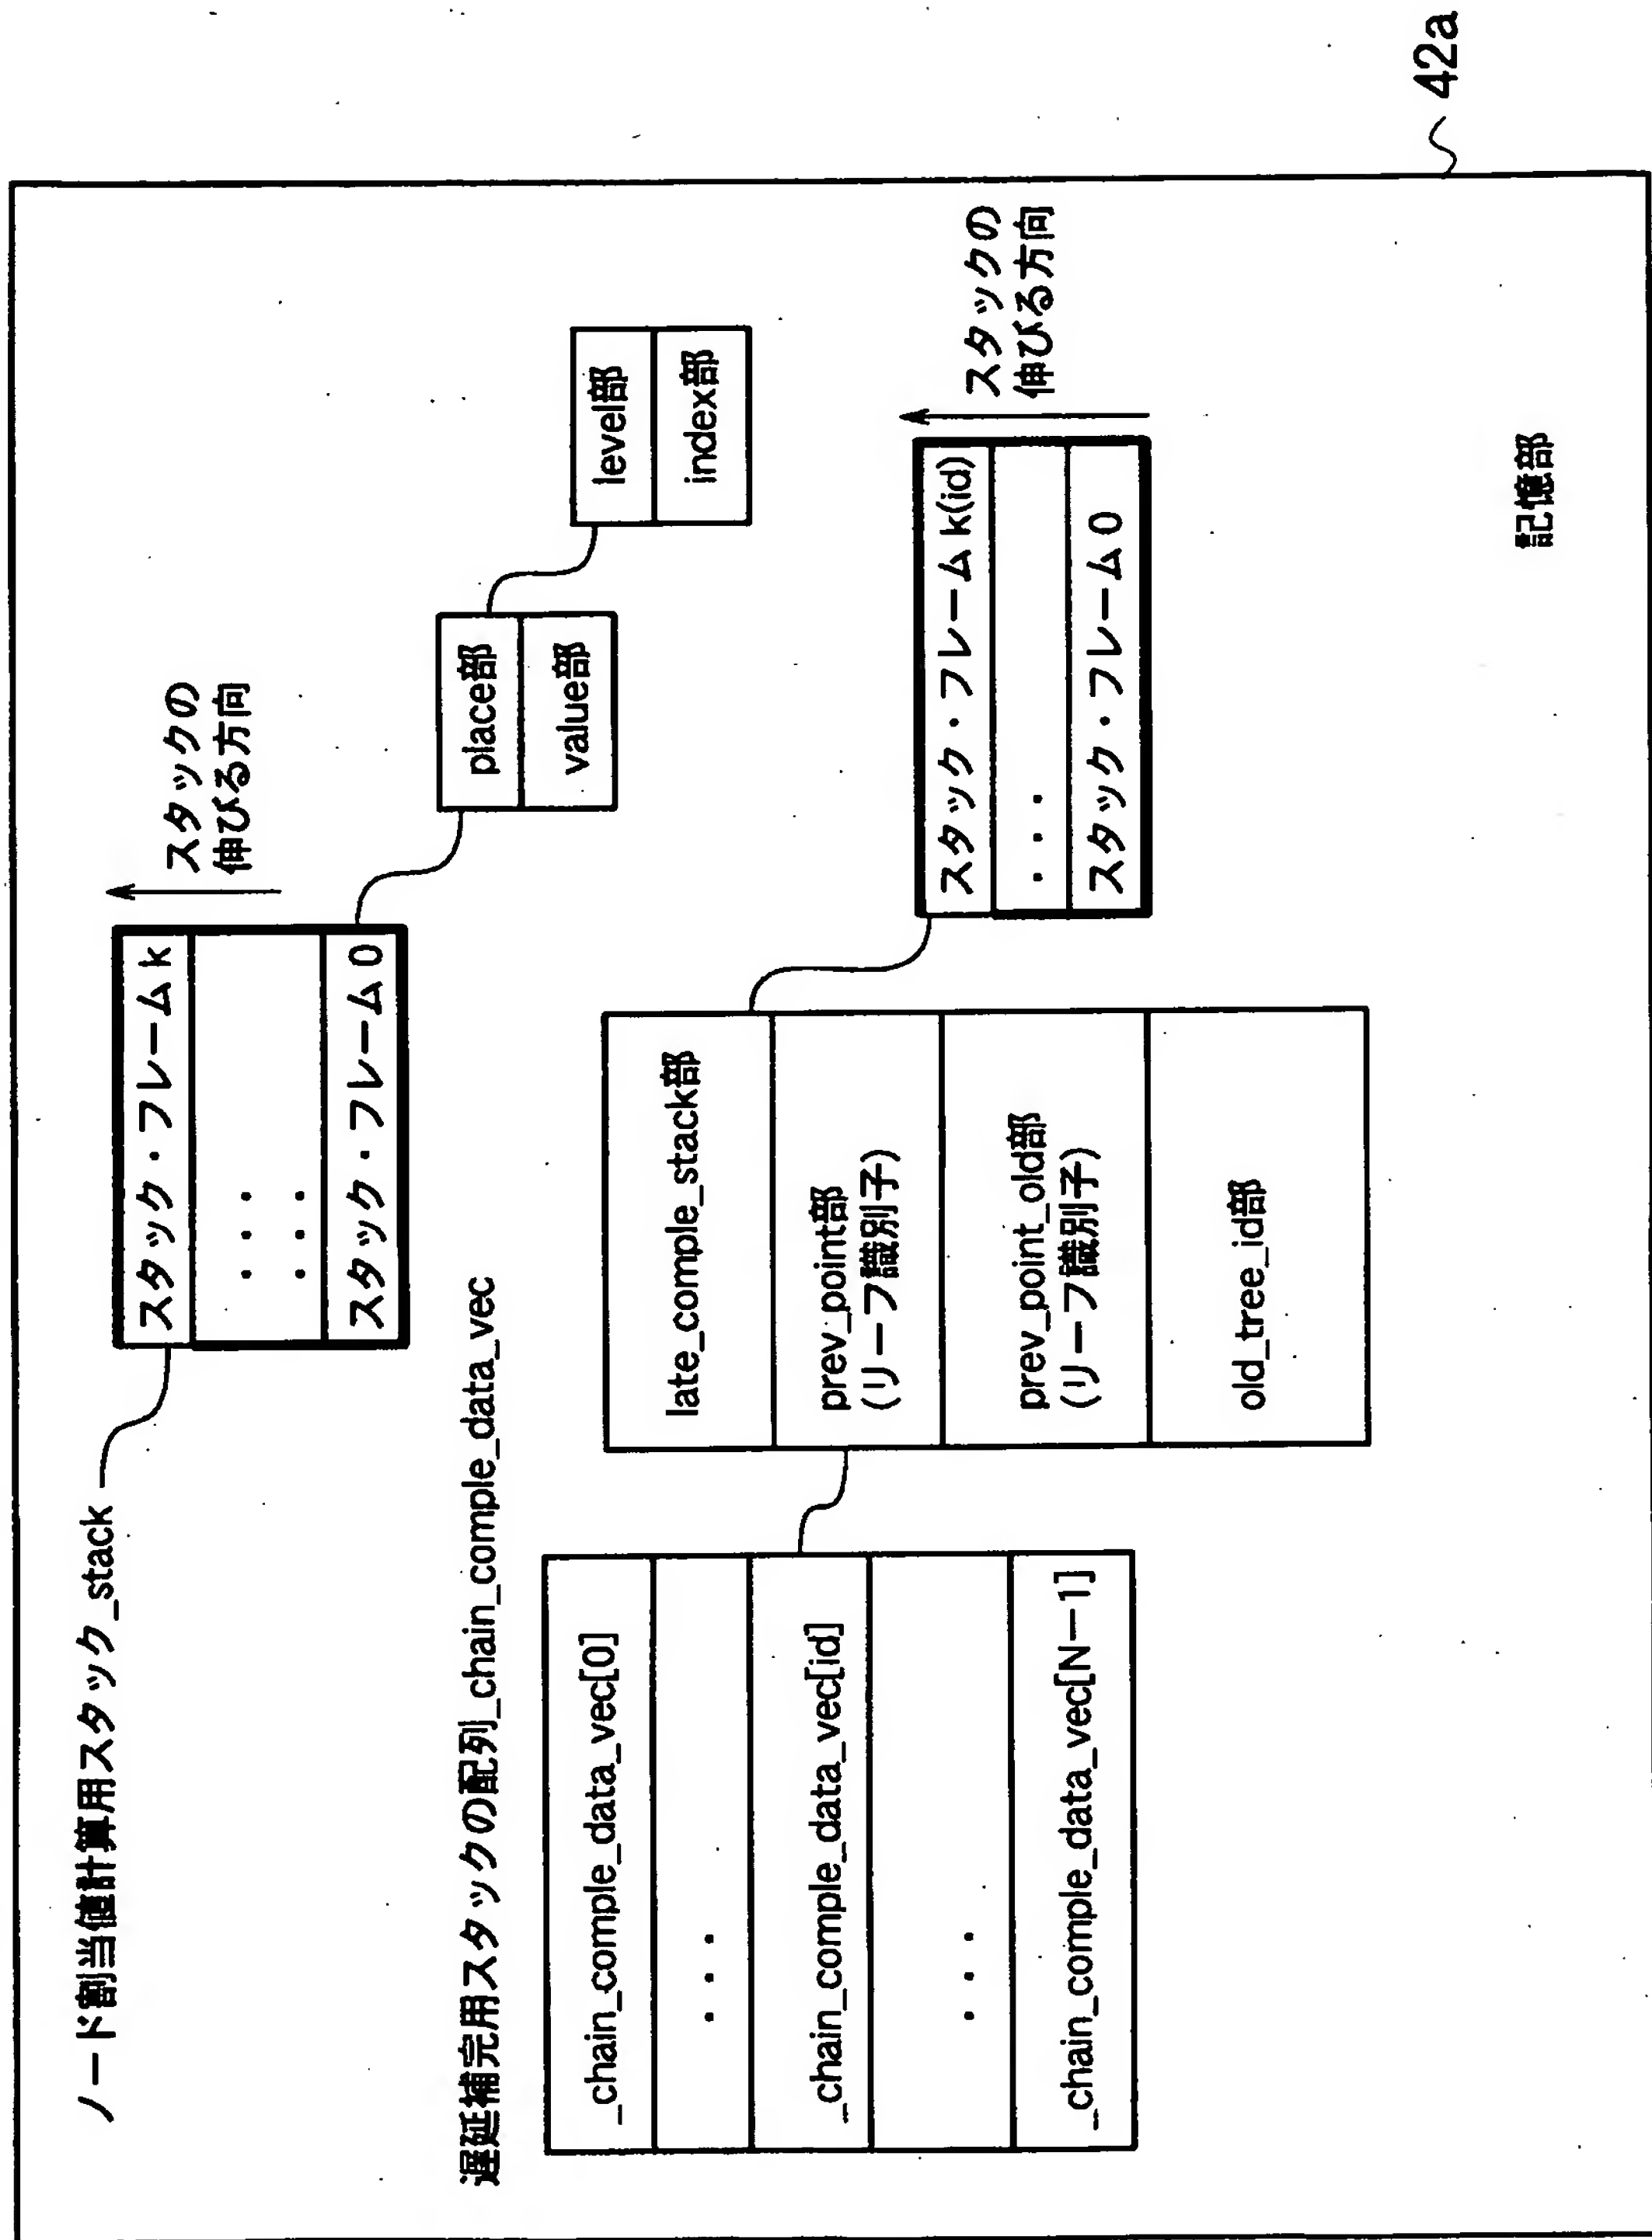 ノード割当値計算用スタック_stack
スタック・フレームk
・・・
・・・
スタック・フレーム0
スタックの
伸びる方向
place部
value部
level部
index部
遅延補完用スタックの配列_chain_comple_data_vec
_chain_comple_data_vec[0]
・・・
_chain_comple_data_vec[id]
・・・
_chain_comple_data_vec[N－1]
late_comple_stack部
prev_point部
(リーフ識別子)
prev_point_old部
(リーフ識別子)
old_tree_id部
スタック・フレームk(id)
・・・
スタック・フレーム0
スタックの
伸びる方向
記憶部
42a